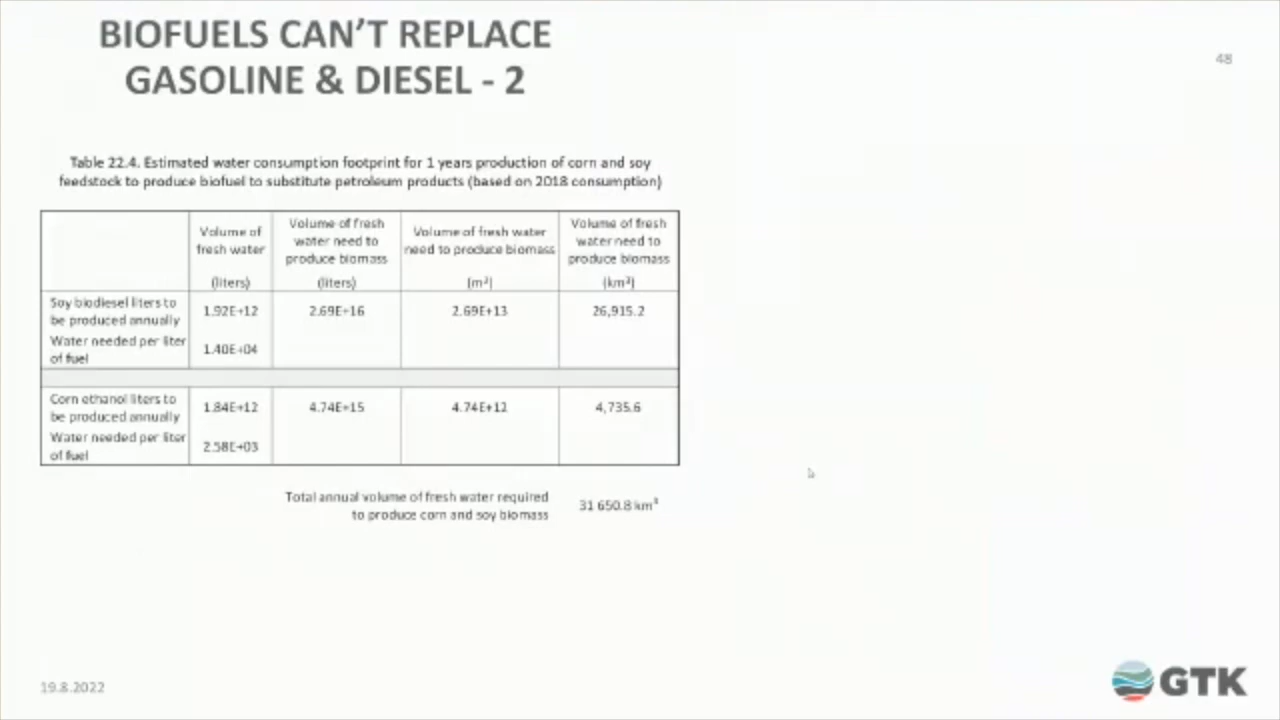 BIOFUELS CAN'T REPLACE
GASOLINE & DIESEL - 2
48
Table 22.4. Estimated water consumption footprint for 1 years production of corn and soy
feedstock to produce biofuel to substitute petroleum products (based on 2018 consumption)
Volume of
fresh water
(liters)
Volume of fresh
water need to
produce biomass
(liters)
Volume of fresh water
need to produce biomass
(m³)
Volume of fresh
water need to
produce biomass
(km³)
Soy biodiesel liters to
be produced annually
1.92E+12
2.69E+16
2.69E+13
26,915.2
Water needed per liter
of fuel
1.40E+04
Corn ethanol liters to
be produced annually
1.84E+12
4.74E+15
4.74E+12
4,735.6
Water needed per liter
of fuel
2.58E+03
Total annual volume of fresh water required
to produce corn and soy biomass
31 650.8 km³
19.8.2022
GTK